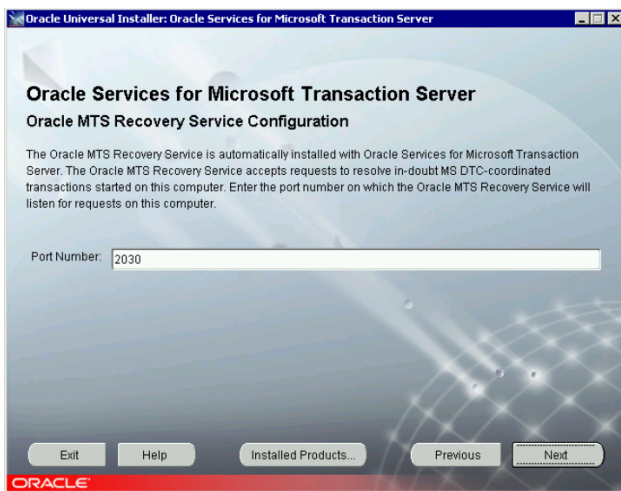 Oracle Universal Installer: Oracle Services for Microsoft Transaction Server
Oracle Services for Microsoft Transaction Server
Oracle MTS Recovery Service Configuration
The Oracle MTS Recovery Service is automatically installed with Oracle Services for Microsoft Transaction
Server. The Oracle MTS Recovery Service accepts requests to resolve in-doubt MS DTC-coordinated
transactions started on this computer. Enter the port number on which the Oracle MTS Recovery Service will
listen for requests on this computer.
Port Number: 2030
Exit Help Installed Products... Previous Next
ORACLE